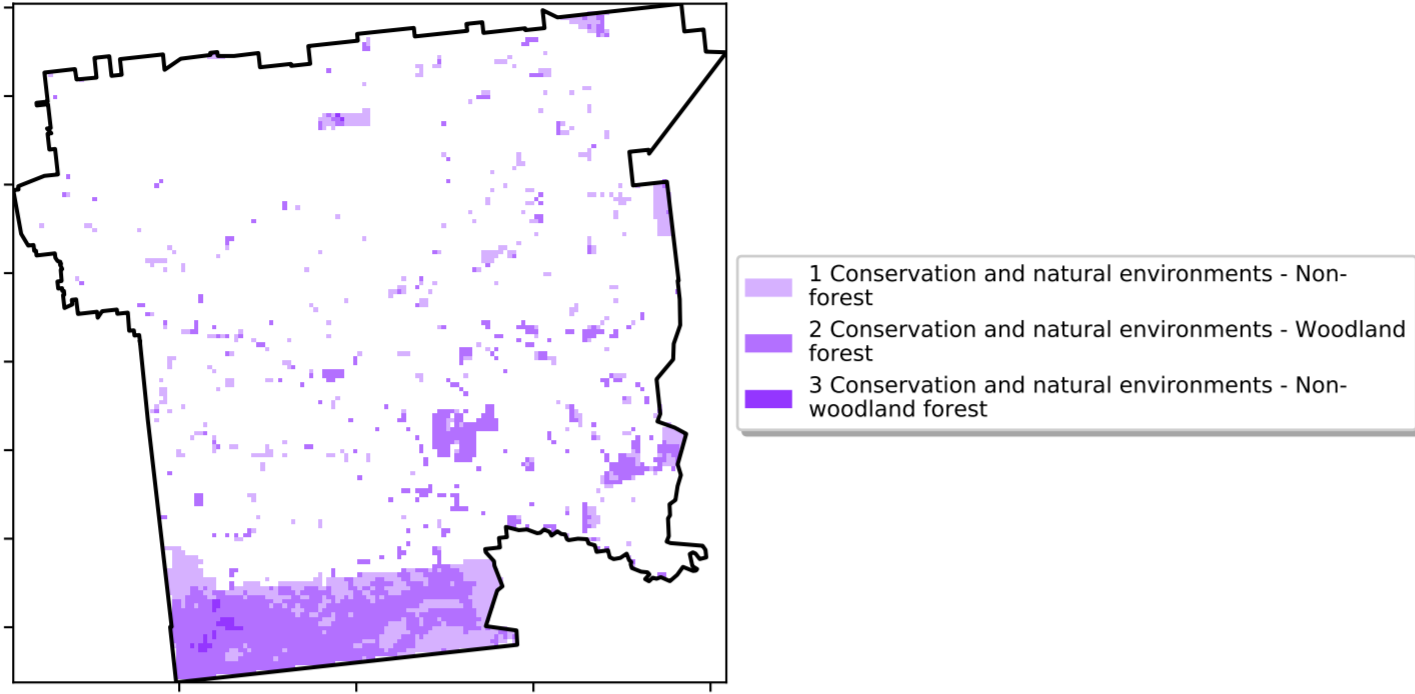 1 Conservation and natural environments - Non-
forest
2 Conservation and natural environments - Woodland
forest
3 Conservation and natural environments - Non-
woodland forest